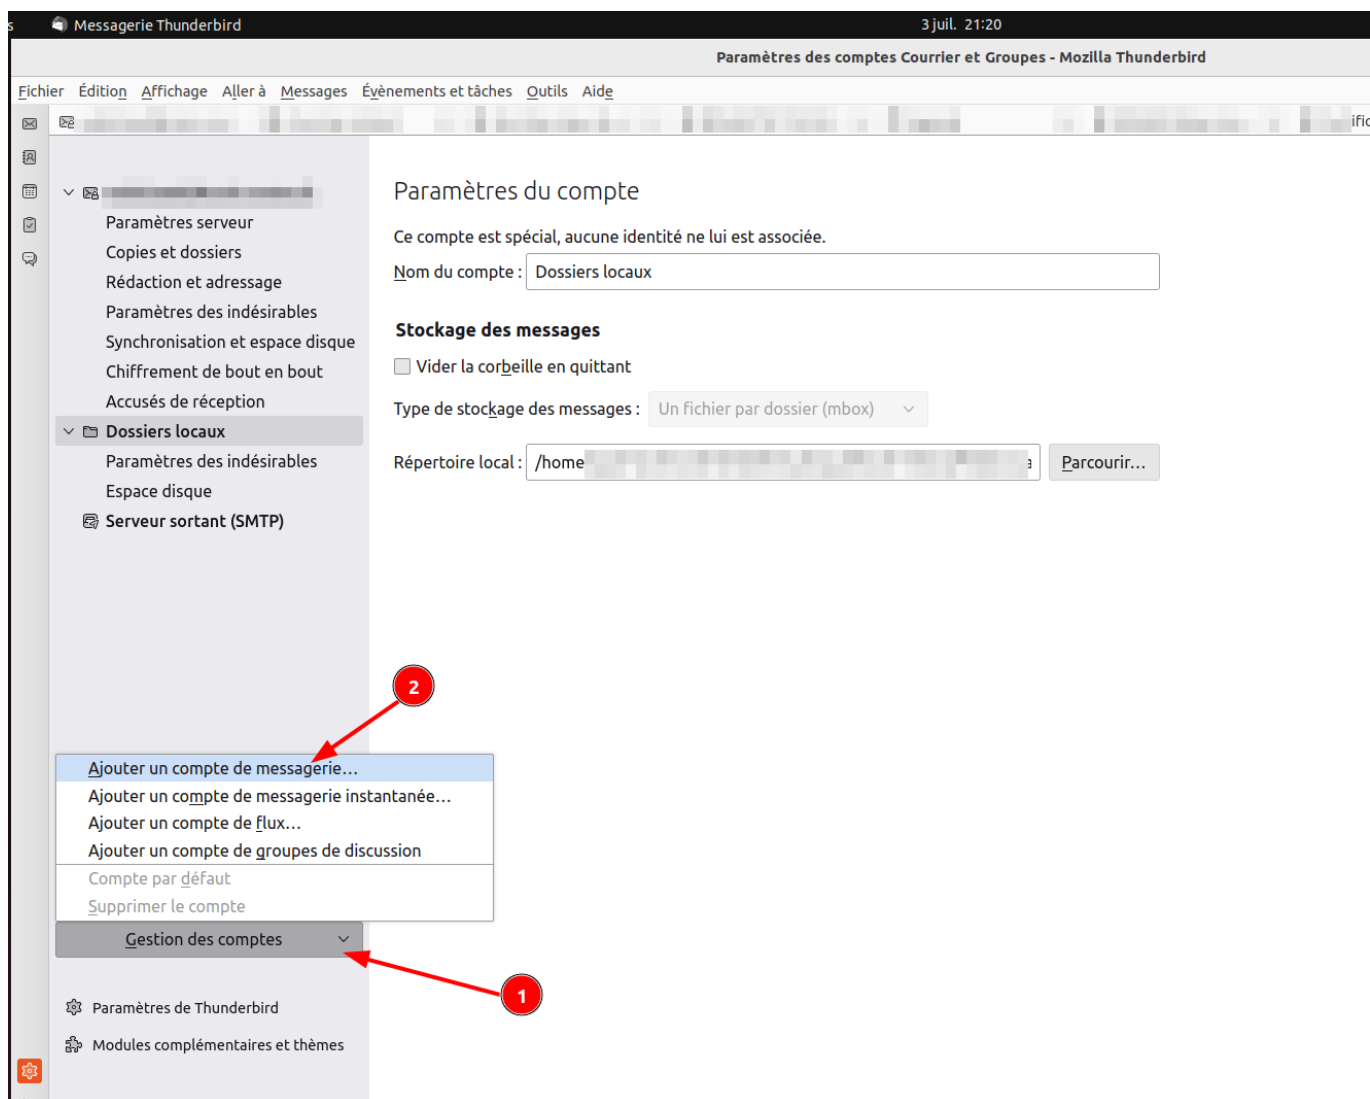 s Messagerie Thunderbird 3 juil. 21:20
Paramètres des comptes Courrier et Groupes - Mozilla Thunderbird
Fichier Édition Affichage Aller à Messages Évènements et tâches Outils Aide
ific
Paramètres serveur
Copies et dossiers
Rédaction et adressage
Paramètres des indésirables
Synchronisation et espace disque
Chiffrement de bout en bout
Accusés de réception
Dossiers locaux
Paramètres des indésirables
Espace disque
Serveur sortant (SMTP)
Paramètres du compte
Ce compte est spécial, aucune identité ne lui est associée.
Nom du compte : Dossiers locaux
Stockage des messages
Vider la corbeille en quittant
Type de stockage des messages : Un fichier par dossier (mbox)
Répertoire local : /home Parcourir...
2
Ajouter un compte de messagerie...
Ajouter un compte de messagerie instantanée...
Ajouter un compte de flux...
Ajouter un compte de groupes de discussion
Compte par défaut
Supprimer le compte
Gestion des comptes
1
Paramètres de Thunderbird
Modules complémentaires et thèmes